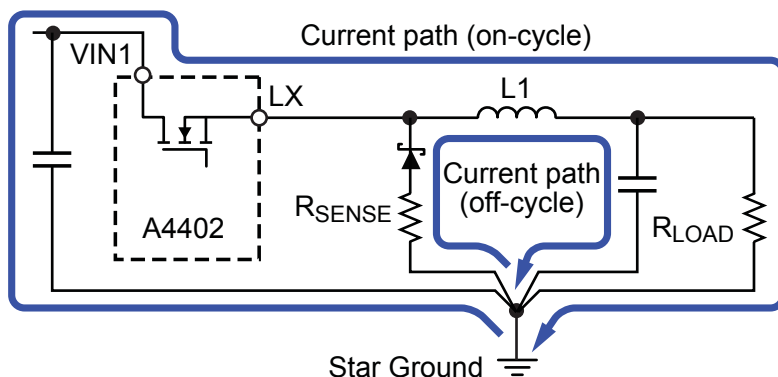 Current path (on-cycle)
VIN1
LX
L1
Current path
(off-cycle)
RSENSE
A4402
RLOAD
Star Ground